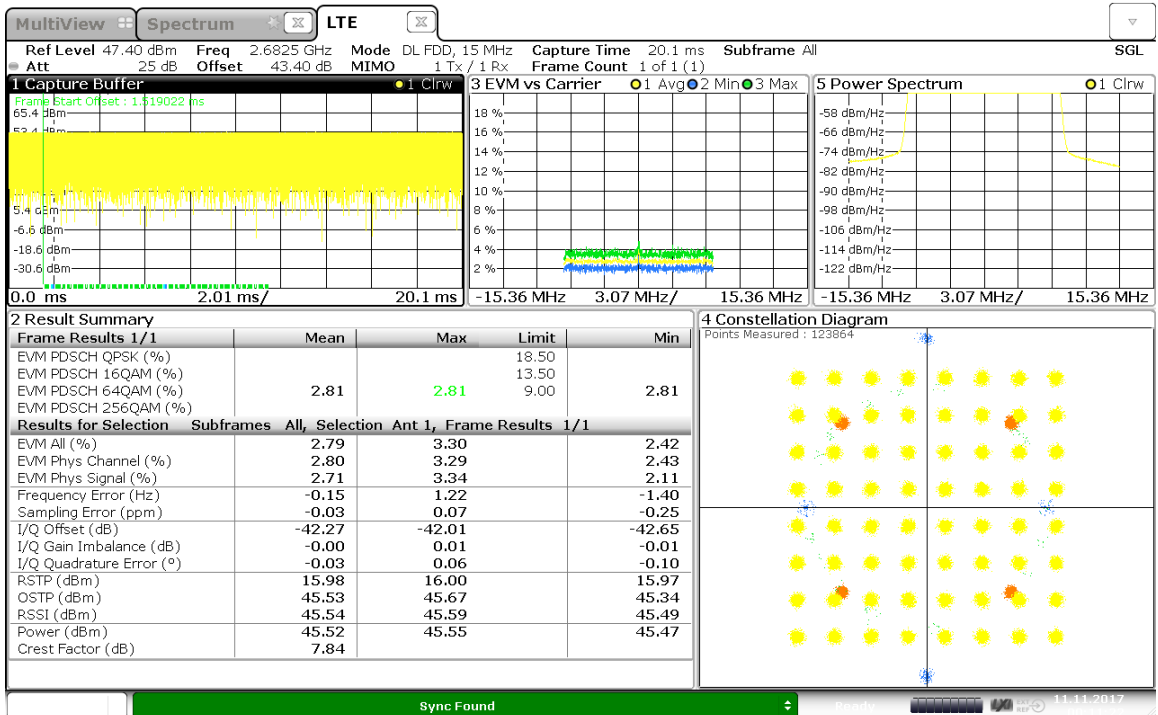 MultiView Spectrum LTE
Ref Level 47.40 dBm Freq 2.6825 GHz Mode DL FDD, 15 MHz Capture Time 20.1 ms Subframe All SGL
Att 25 dB Offset 43.40 dB MIMO 1 Tx / 1 Rx Frame Count 1 of 1 (1)
1 Capture Buffer 1 Clrw
Frame Start Offset : 1.519022 ms
65.4 dBm
53.4 dBm
5.4 dBm
-6.6 dBm
-18.6 dBm
-30.6 dBm
0.0 ms 2.01 ms/ 20.1 ms
3 EVM vs Carrier 1 Avg 2 Min 3 Max
18 %
16 %
14 %
12 %
10 %
8 %
6 %
4 %
2 %
-15.36 MHz 3.07 MHz/ 15.36 MHz
5 Power Spectrum 1 Clrw
-58 dBm/Hz
-66 dBm/Hz
-74 dBm/Hz
-82 dBm/Hz
-90 dBm/Hz
-98 dBm/Hz
-106 dBm/Hz
-114 dBm/Hz
-122 dBm/Hz
-15.36 MHz 3.07 MHz/ 15.36 MHz
2 Result Summary
Frame Results 1/1 Mean Max Limit Min
EVM PDSCH QPSK (%) 18.50
EVM PDSCH 16QAM (%) 13.50
EVM PDSCH 64QAM (%) 2.81 2.81 9.00 2.81
EVM PDSCH 256QAM (%)
Results for Selection Subframes All, Selection Ant 1, Frame Results 1/1
EVM All (%) 2.79 3.30 2.42
EVM Phys Channel (%) 2.80 3.29 2.43
EVM Phys Signal (%) 2.71 3.34 2.11
Frequency Error (Hz) -0.15 1.22 -1.40
Sampling Error (ppm) -0.03 0.07 -0.25
I/Q Offset (dB) -42.27 -42.01 -42.65
I/Q Gain Imbalance (dB) -0.00 0.01 -0.01
I/Q Quadrature Error (°) -0.03 0.06 -0.10
RSTP (dBm) 15.98 16.00 15.97
OSTP (dBm) 45.53 45.67 45.34
RSSI (dBm) 45.54 45.59 45.49
Power (dBm) 45.52 45.55 45.47
Crest Factor (dB) 7.84
4 Constellation Diagram
Points Measured : 123864
Sync Found Ready 11.11.2017